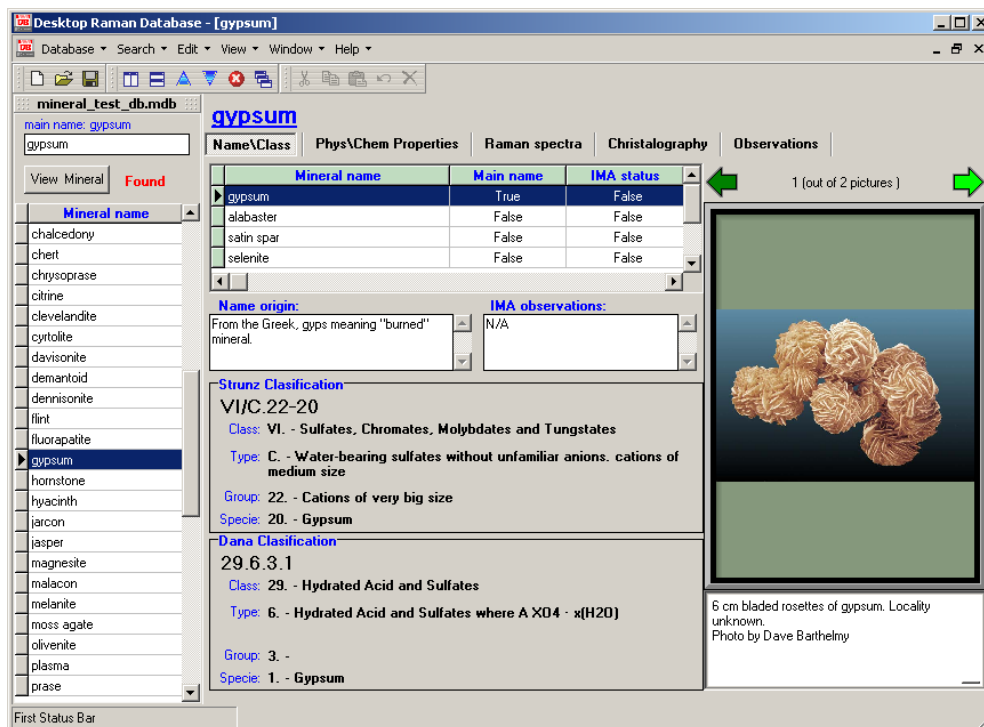 Desktop Raman Database - [gypsum]
Database Search Edit View Window Help
mineral_test_db.mdb
main name: gypsum
gypsum
View Mineral Found
Mineral name
chalcedony
chert
chrysoprase
citrine
clevelandite
cyrtolite
davisonite
demantoid
dennisonite
flint
fluorapatite
gypsum
hornstone
hyacinth
jarcon
jasper
magnesite
malacon
melanite
moss agate
olivenite
plasma
prase
gypsum
Name\Class Phys\Chem Properties Raman spectra Christalography Observations
Mineral name Main name IMA status
gypsum True False
alabaster False False
satin spar False False
selenite False False
Name origin:
From the Greek, gyps meaning "burned"
mineral.
IMA observations:
N/A
Strunz Clasification
VI/C.22-20
Class: VI. - Sulfates, Chromates, Molybdates and Tungstates
Type: C. - Water-bearing sulfates without unfamiliar anions. cations of
medium size
Group: 22. - Cations of very big size
Specie: 20. - Gypsum
Dana Clasification
29.6.3.1
Class: 29. - Hydrated Acid and Sulfates
Type: 6. - Hydrated Acid and Sulfates where A XO4 · x(H2O)
Group: 3. -
Specie: 1. - Gypsum
1 (out of 2 pictures )
6 cm bladed rosettes of gypsum. Locality
unknown.
Photo by Dave Barthelmy
First Status Bar